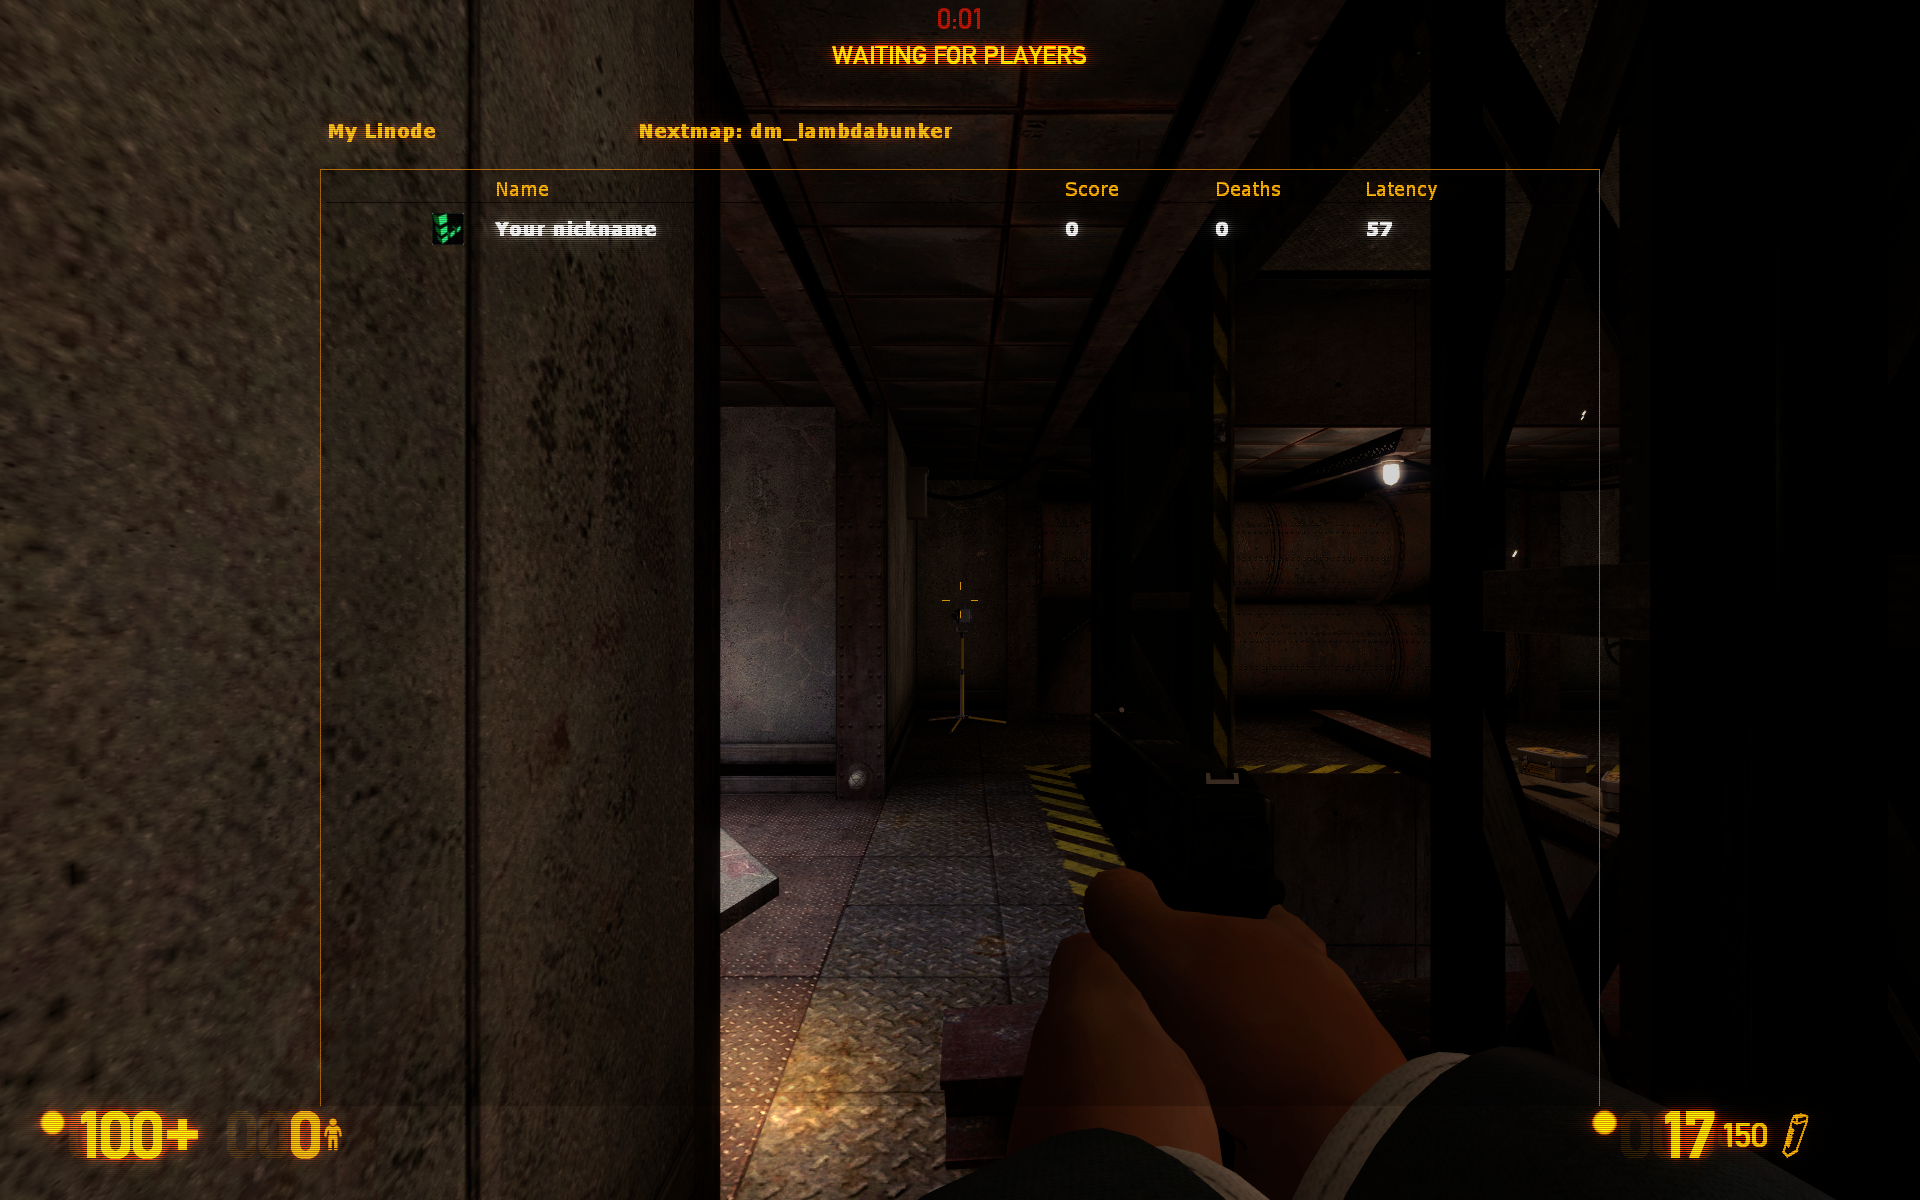 0:01
WAITING FOR PLAYERS
My Linode Nextmap: dm_lambdabunker
Name Score Deaths Latency
Your nickname 0 0 57
100+ 0 17 150